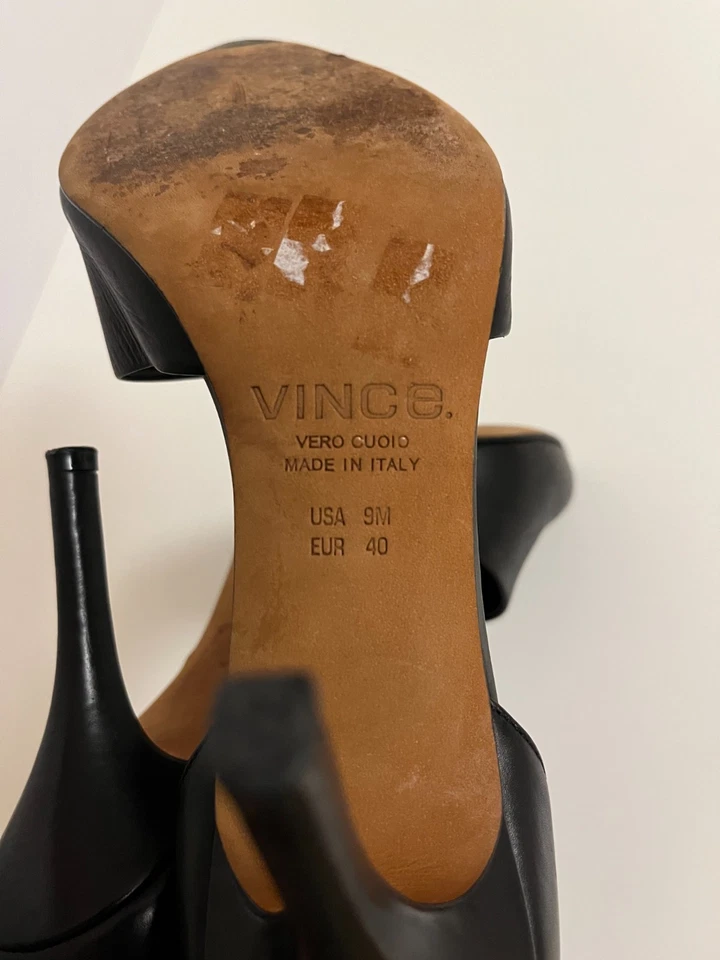 VINCe.
VERO CUOIO
MADE IN ITALY
USA 9M
EUR 40